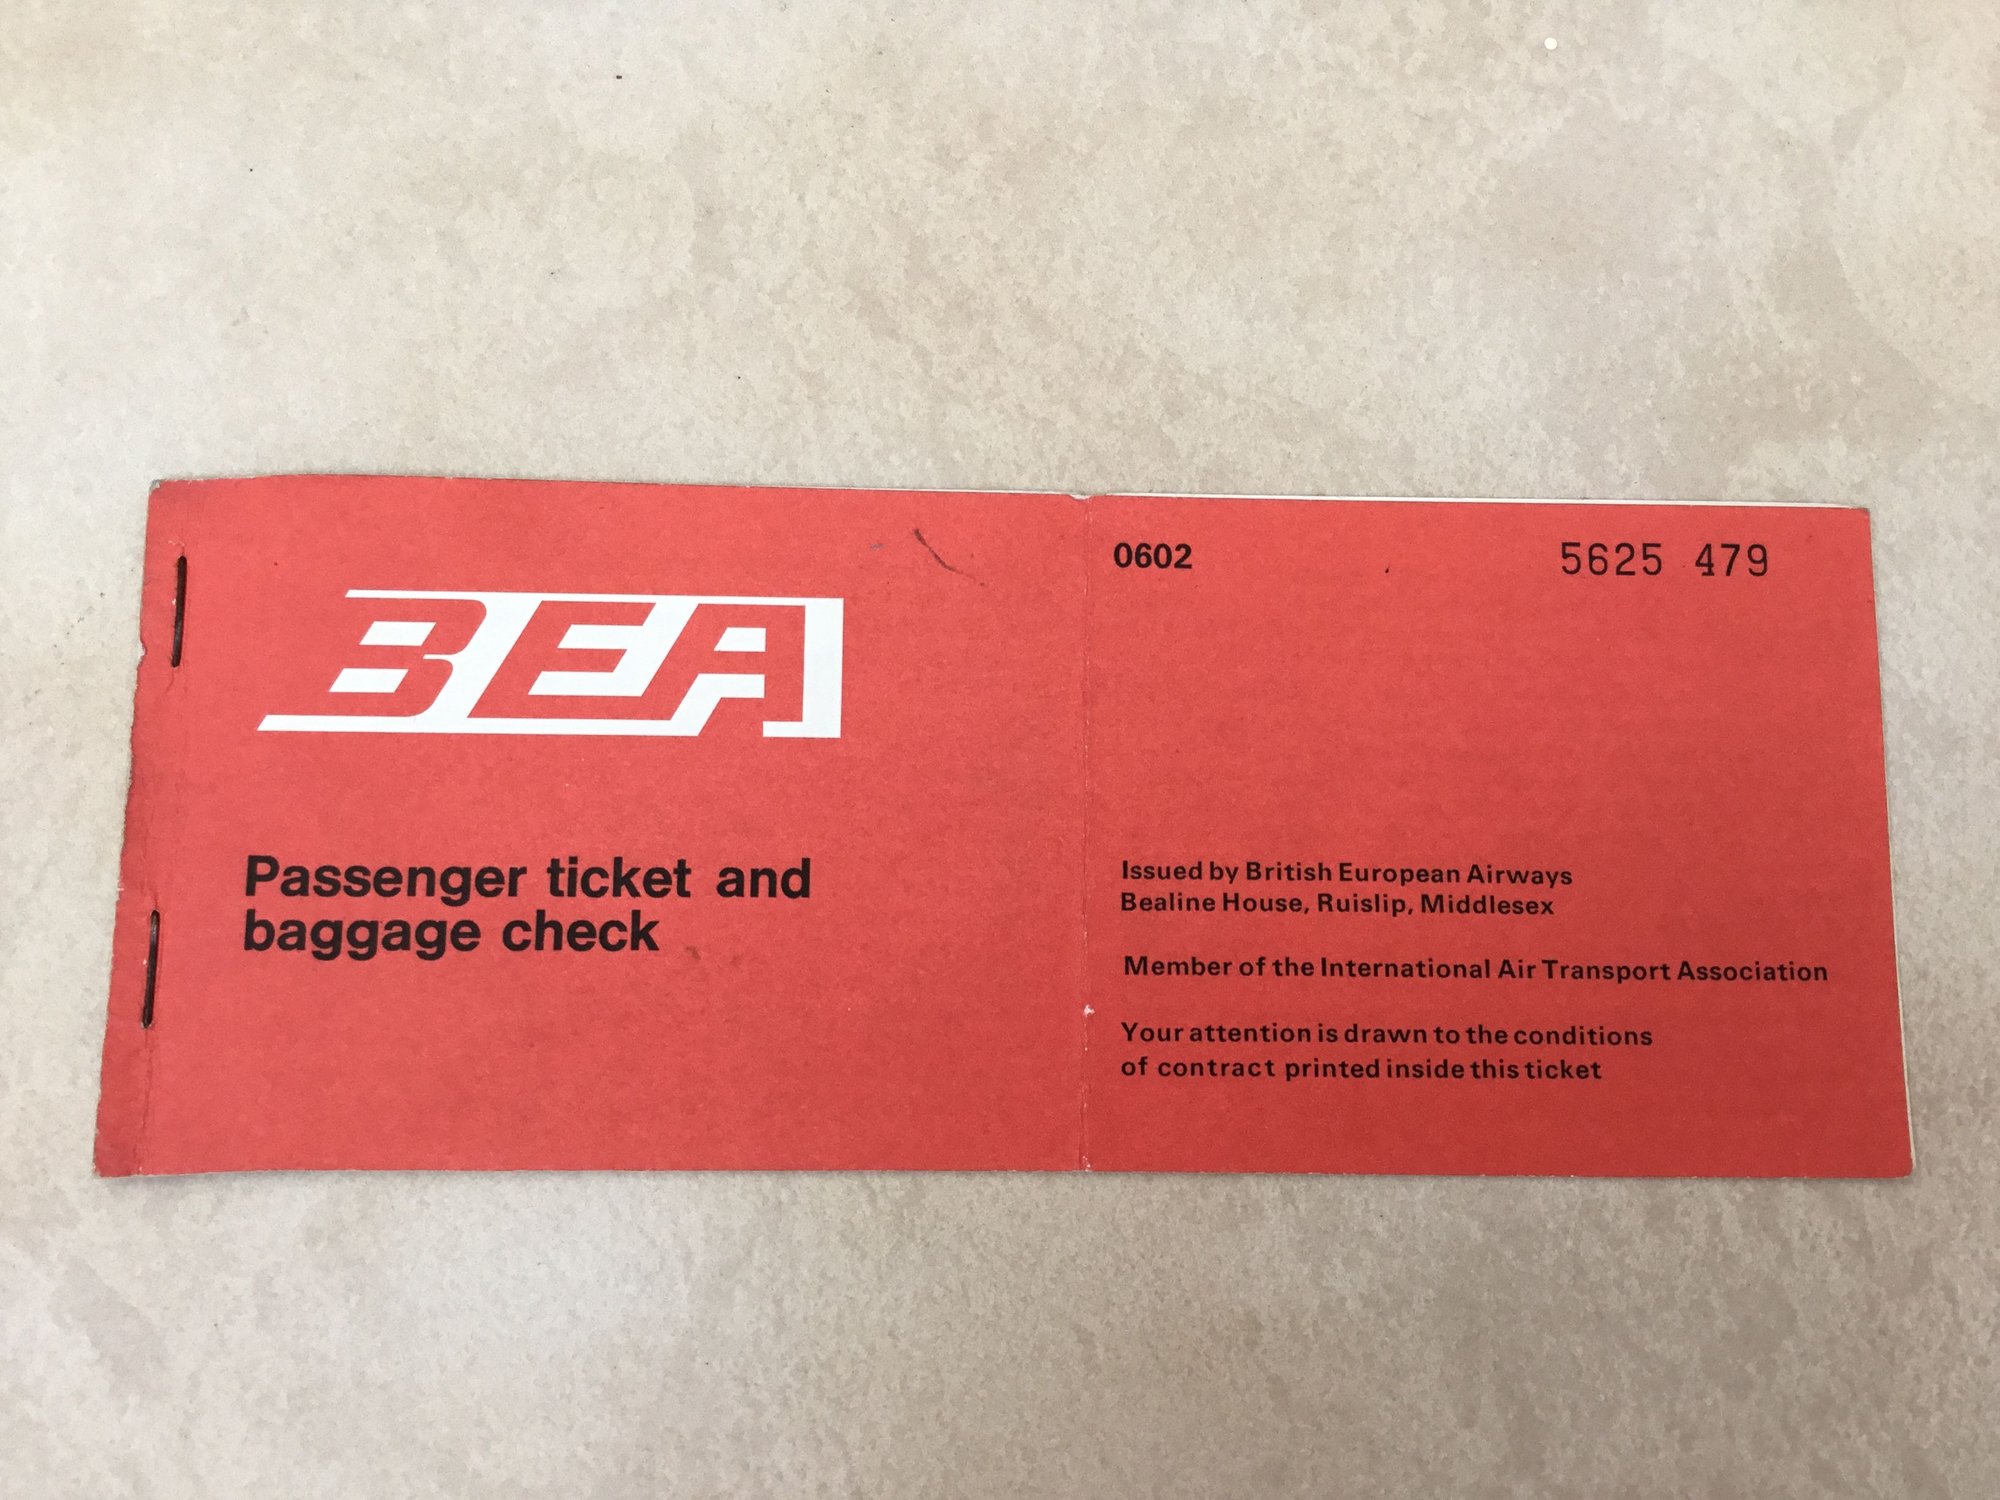 BEA
Passenger ticket and
baggage check
0602
5625 479
Issued by British European Airways
Bealine House, Ruislip, Middlesex
Member of the International Air Transport Association
Your attention is drawn to the conditions
of contract printed inside this ticket